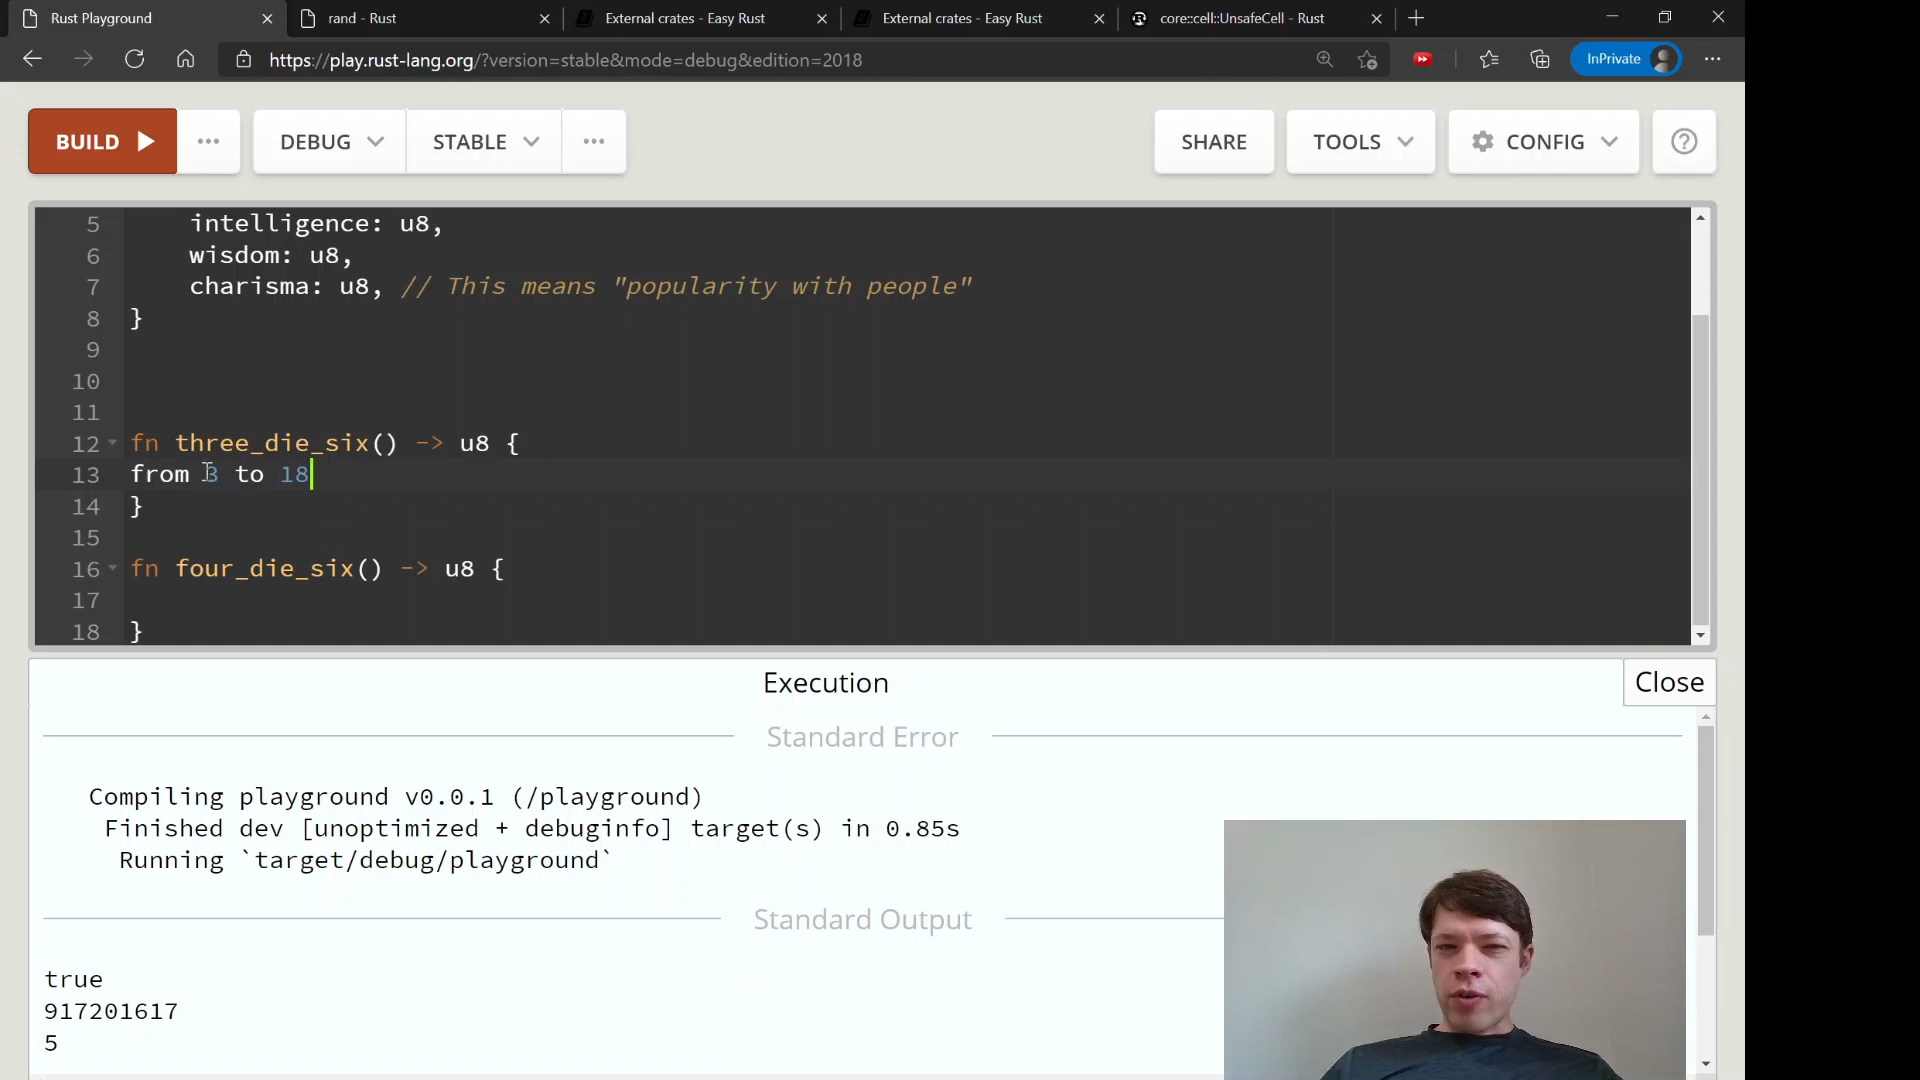 Rust Playground
rand - Rust
External crates - Easy Rust
External crates - Easy Rust
core::cell::UnsafeCell - Rust
https://play.rust-lang.org/?version=stable&mode=debug&edition=2018
InPrivate
BUILD
DEBUG
STABLE
SHARE
TOOLS
CONFIG
5 intelligence: u8,
6 wisdom: u8,
7 charisma: u8, // This means "popularity with people"
8 }
9
10
11
12 fn three_die_six() -> u8 {
13 from 3 to 18
14 }
15
16 fn four_die_six() -> u8 {
17
18 }
Execution
Close
Standard Error
Compiling playground v0.0.1 (/playground)
Finished dev [unoptimized + debuginfo] target(s) in 0.85s
Running `target/debug/playground`
Standard Output
true
917201617
5